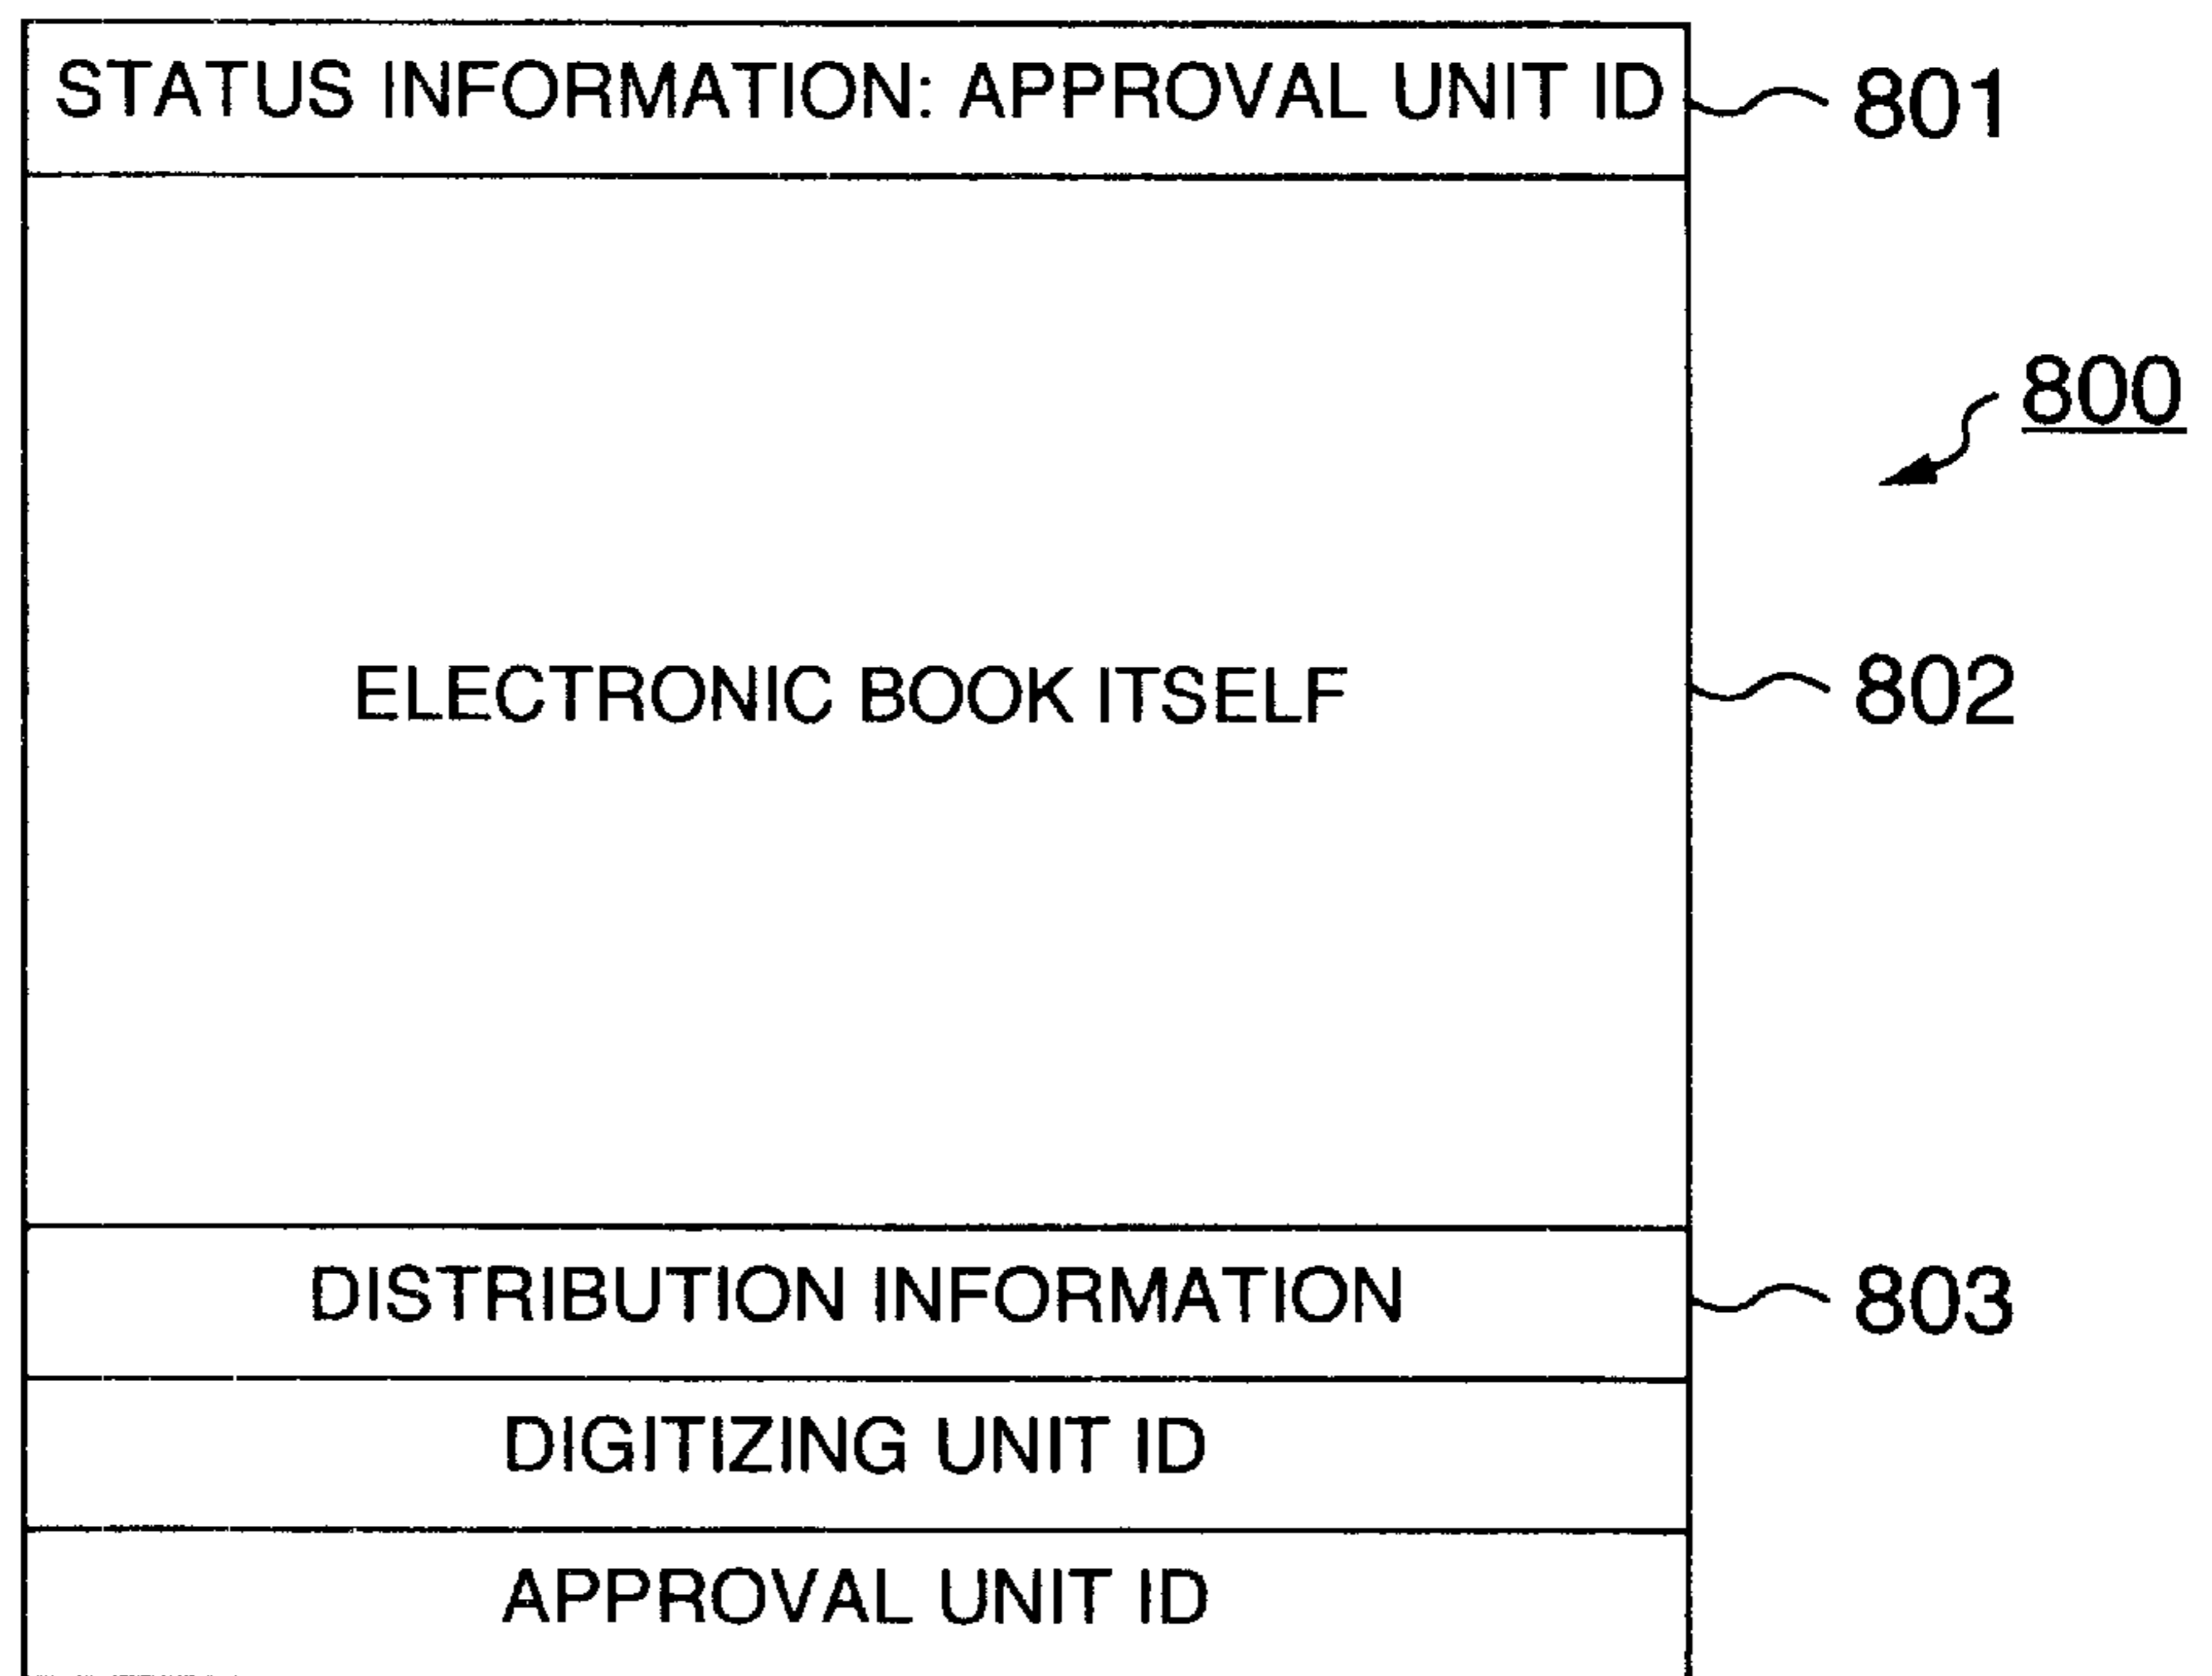 STATUS INFORMATION: APPROVAL UNIT ID
801
800
ELECTRONIC BOOK ITSELF
802
DISTRIBUTION INFORMATION
803
DIGITIZING UNIT ID
APPROVAL UNIT ID